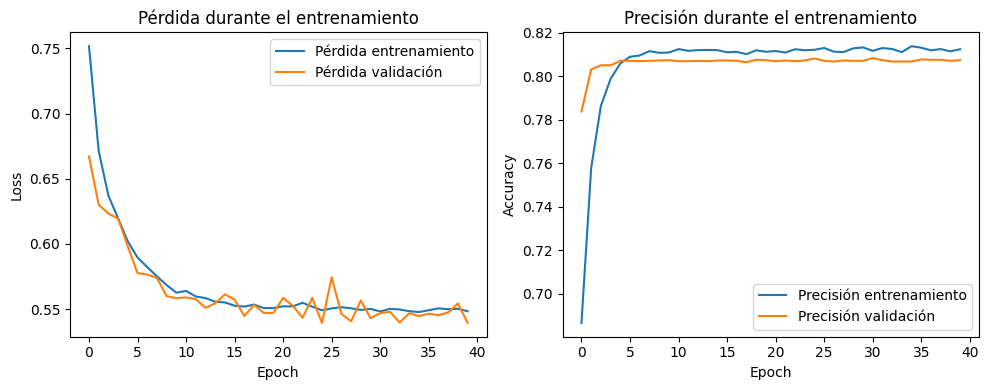 Pérdida durante el entrenamiento
Loss
0.75
0.70
0.65
0.60
0.55
Pérdida entrenamiento
Pérdida validación
0 5 10 15 20 25 30 35 40
Epoch
Precisión durante el entrenamiento
Accuracy
0.82
0.80
0.78
0.76
0.74
0.72
0.70
Precisión entrenamiento
Precisión validación
0 5 10 15 20 25 30 35 40
Epoch